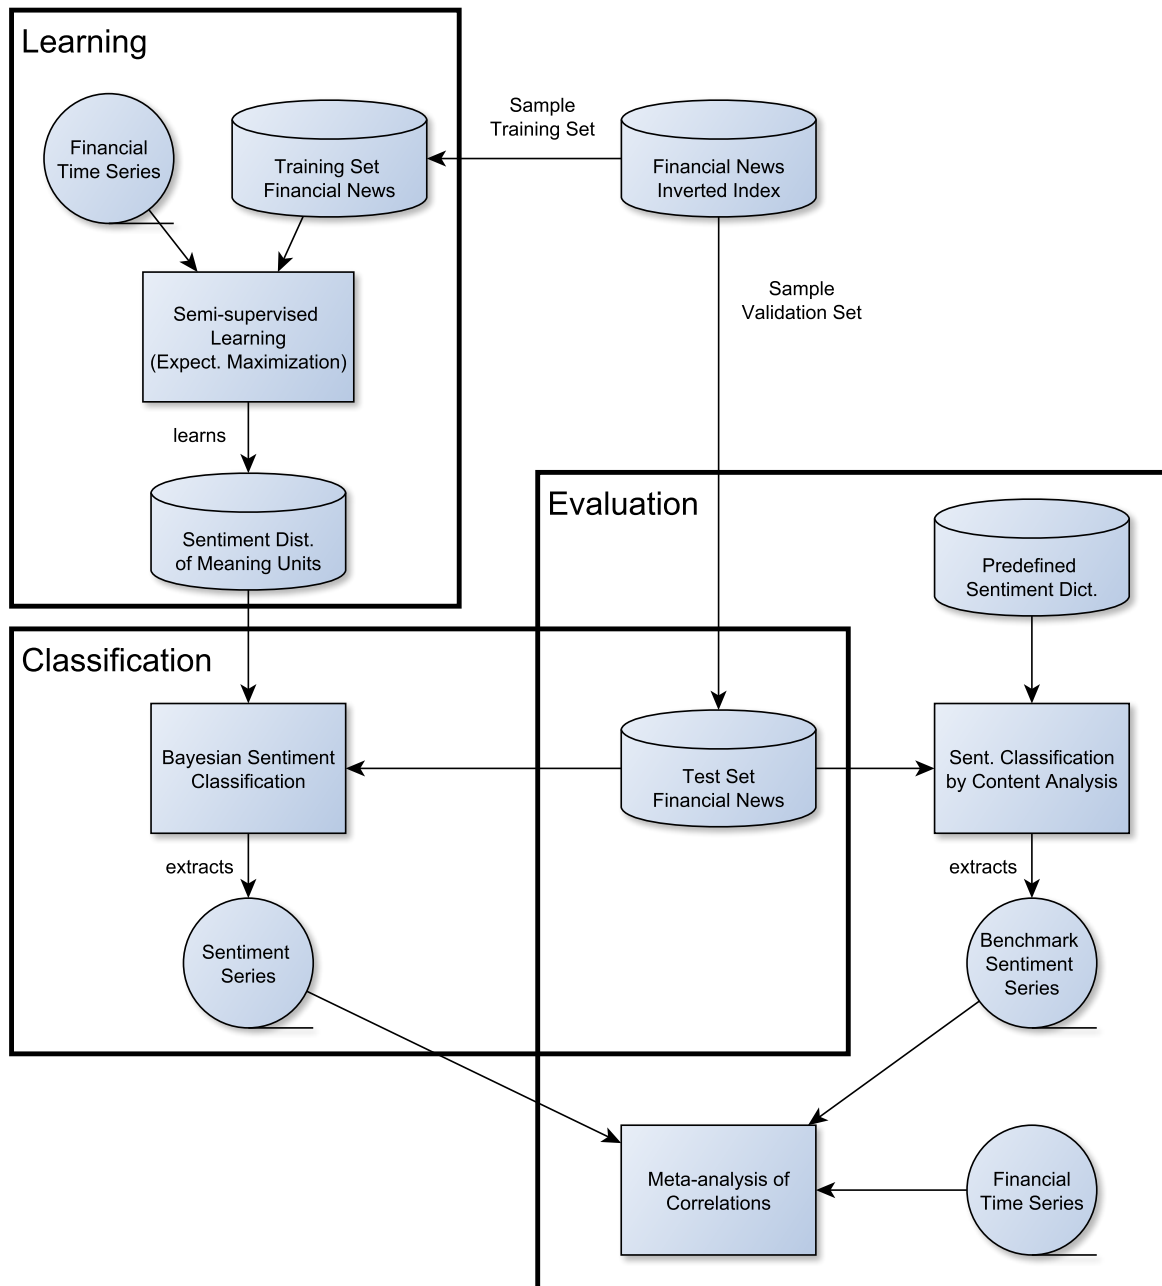 Learning
Financial
Time Series
Training Set
Financial News
Sample
Training Set
Financial News
Inverted Index
Semi-supervised
Learning
(Expect. Maximization)
Sample
Validation Set
learns
Sentiment Dist.
of Meaning Units
Evaluation
Predefined
Sentiment Dict.
Classification
Bayesian Sentiment
Classification
Test Set
Financial News
Sent. Classification
by Content Analysis
extracts
extracts
Sentiment
Series
Benchmark
Sentiment
Series
Meta-analysis of
Correlations
Financial
Time Series